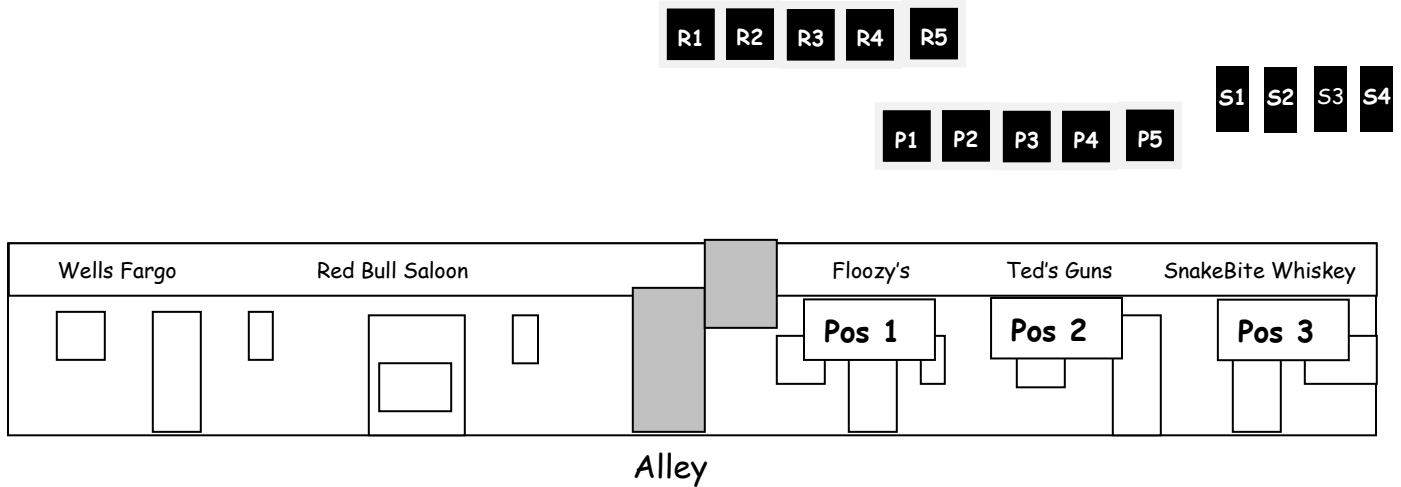 R1 R2 R3 R4 R5
S1 S2 S3 S4
P1 P2 P3 P4 P5
Wells Fargo Red Bull Saloon Floozy's Ted's Guns SnakeBite Whiskey
Pos 1 Pos 2 Pos 3
Alley